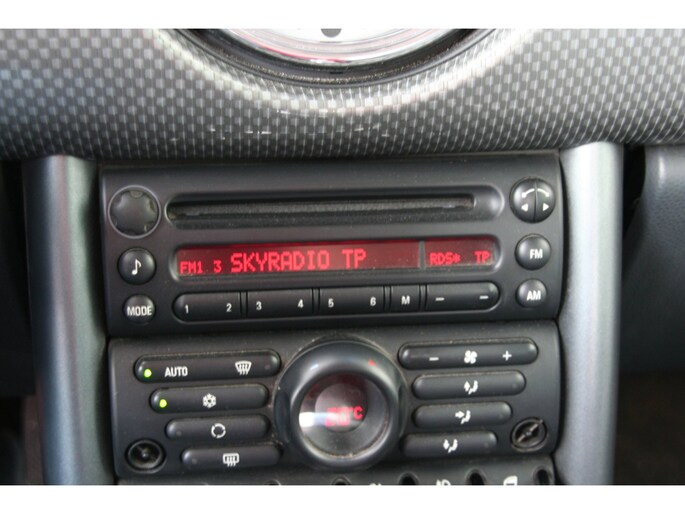 FM1 3 SKYRADIO TP RDS* TP
FM
1 2 3 4 5 6 M - -
MODE
AM
AUTO
- +
°C